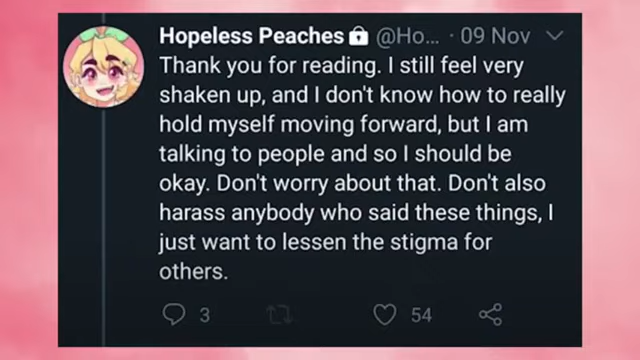 Hopeless Peaches @Ho... · 09 Nov
Thank you for reading. I still feel very
shaken up, and I don't know how to really
hold myself moving forward, but I am
talking to people and so I should be
okay. Don't worry about that. Don't also
harass anybody who said these things, I
just want to lessen the stigma for
others.
3 54